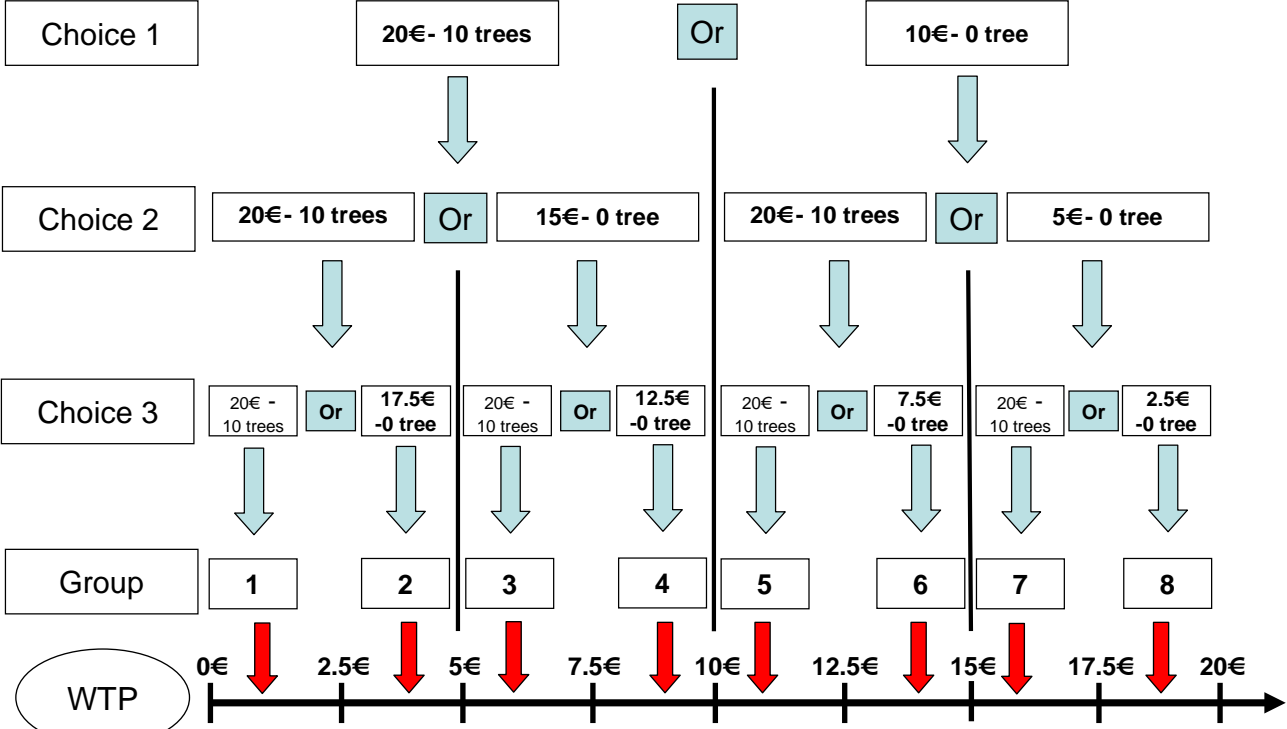 Choice 1
20€- 10 trees
Or
10€- 0 tree
Choice 2
20€- 10 trees
Or
15€- 0 tree
20€- 10 trees
Or
5€- 0 tree
Choice 3
20€ -
10 trees
Or
17.5€
-0 tree
20€ -
10 trees
Or
12.5€
-0 tree
20€ -
10 trees
Or
7.5€
-0 tree
20€ -
10 trees
Or
2.5€
-0 tree
Group
1
2
3
4
5
6
7
8
WTP
0€
2.5€
5€
7.5€
10€
12.5€
15€
17.5€
20€